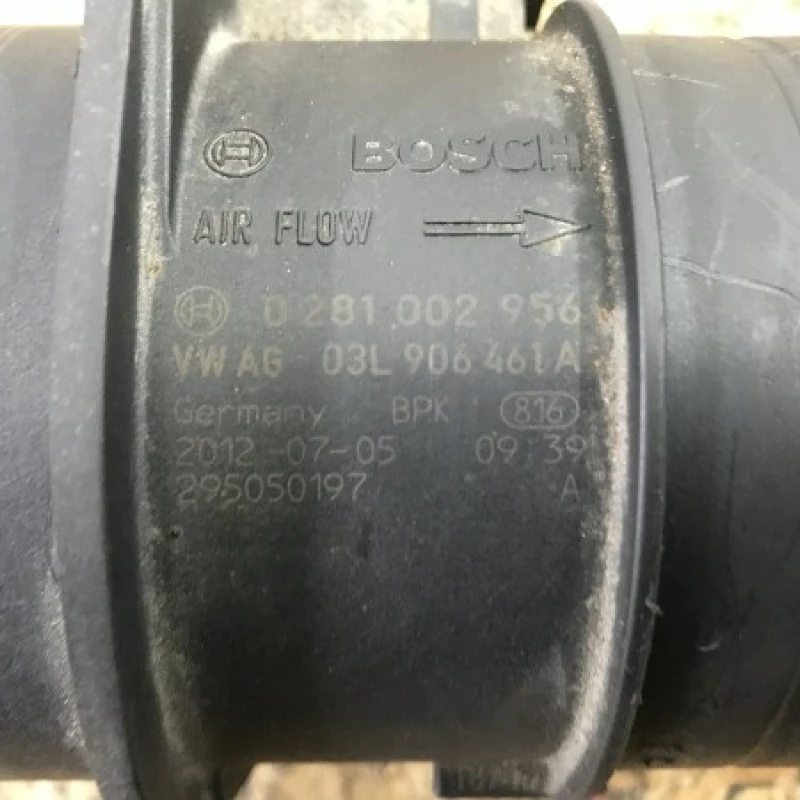 BOSCH
AIR FLOW
0 281 002 956
VW AG 03L 906 461 A
Germany BPK 816
2012-07-05 09:39
295050197 A